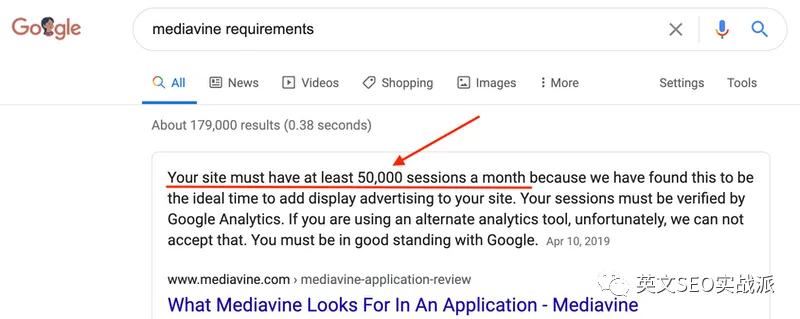 Google
mediavine requirements
All News Videos Shopping Images More Settings Tools
About 179,000 results (0.38 seconds)
Your site must have at least 50,000 sessions a month because we have found this to be
the ideal time to add display advertising to your site. Your sessions must be verified by
Google Analytics. If you are using an alternate analytics tool, unfortunately, we can not
accept that. You must be in good standing with Google. Apr 10, 2019
www.mediavine.com › mediavine-application-review
What Mediavine Looks For In An Application - Mediavine
英文SEO实战派